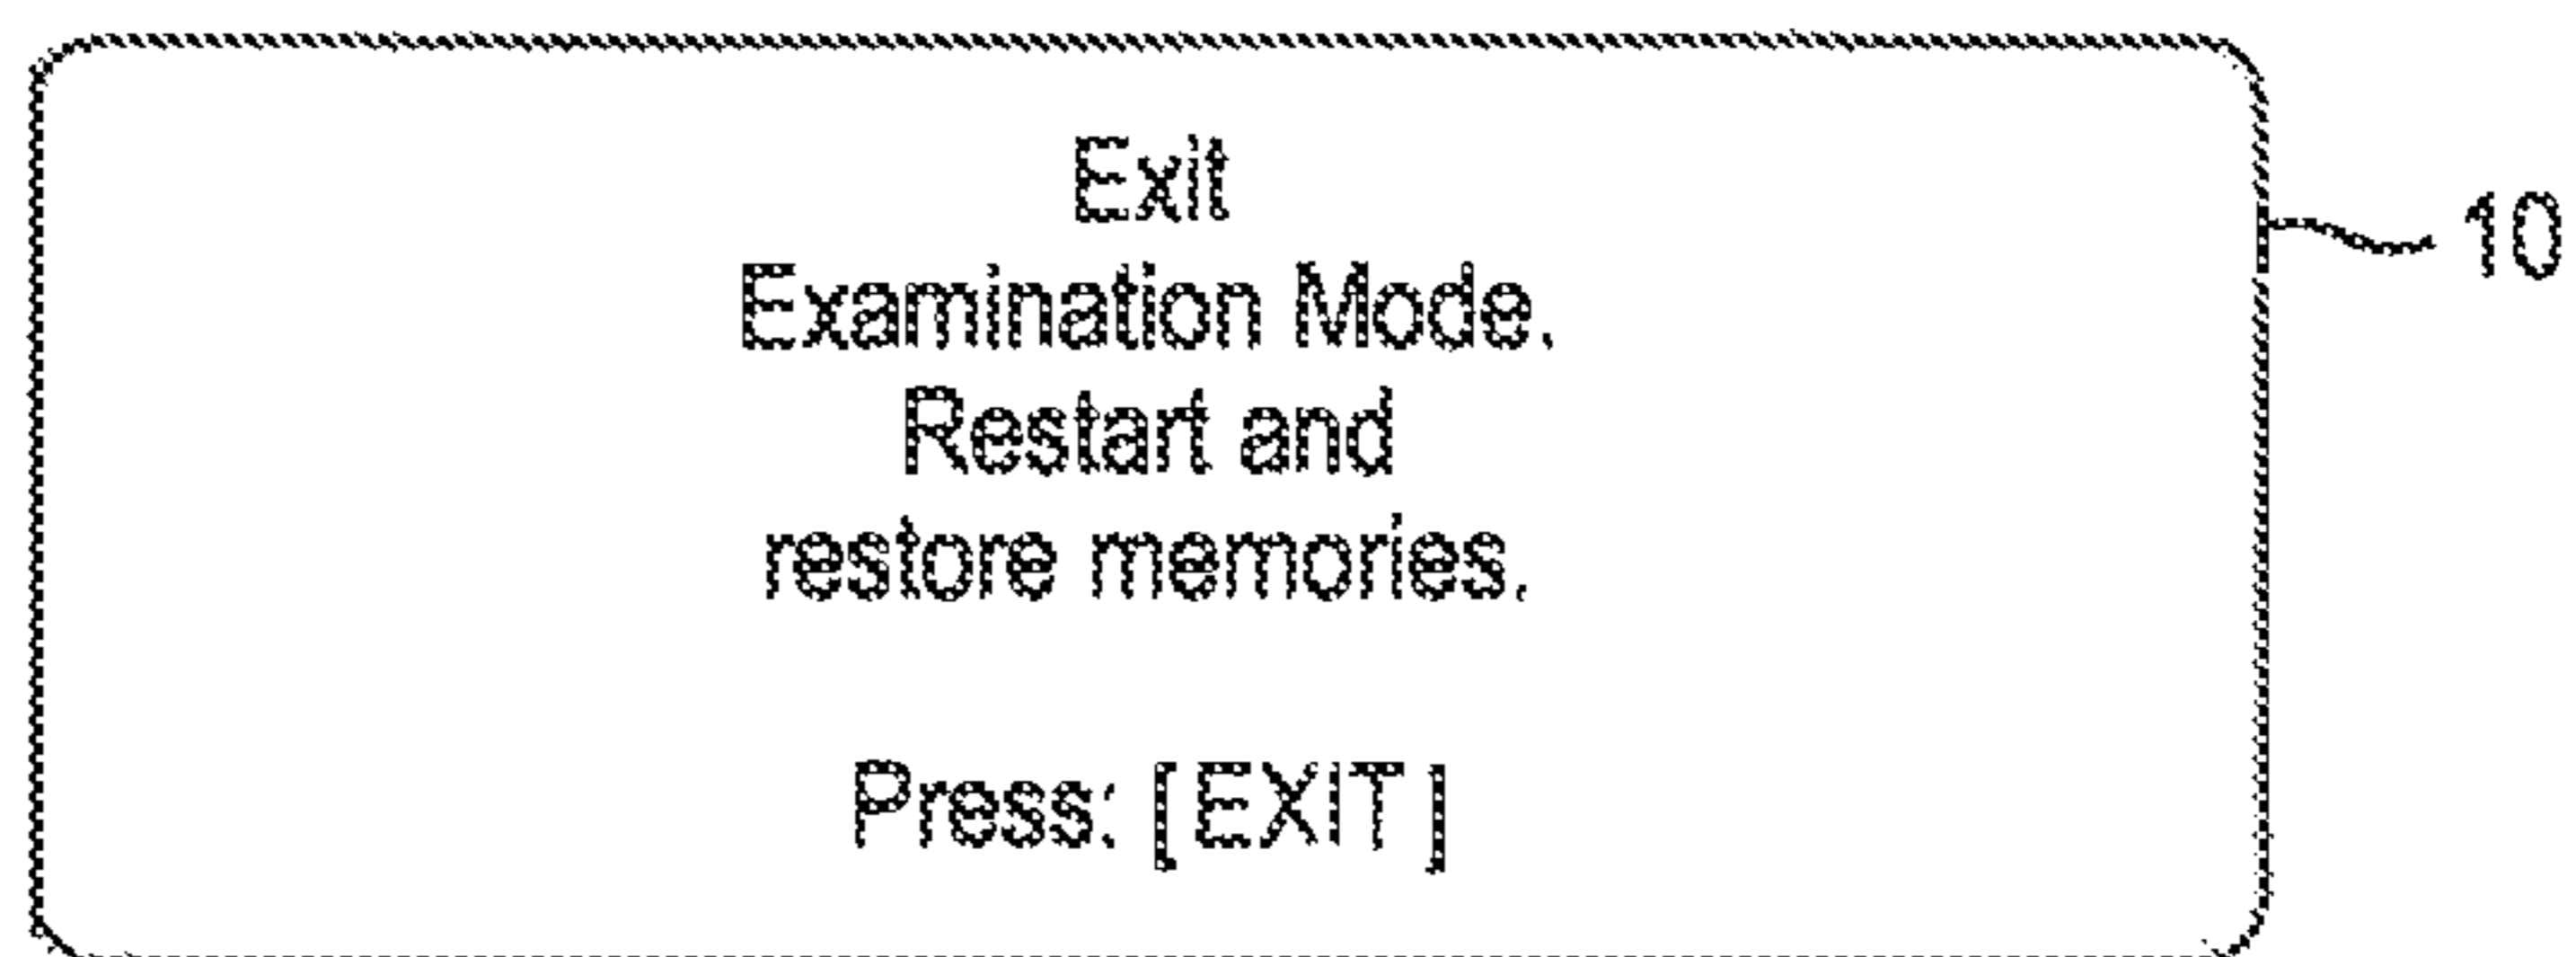 Exit
Examination Mode.
Restart and
restore memories.
Press: [EXIT]
10